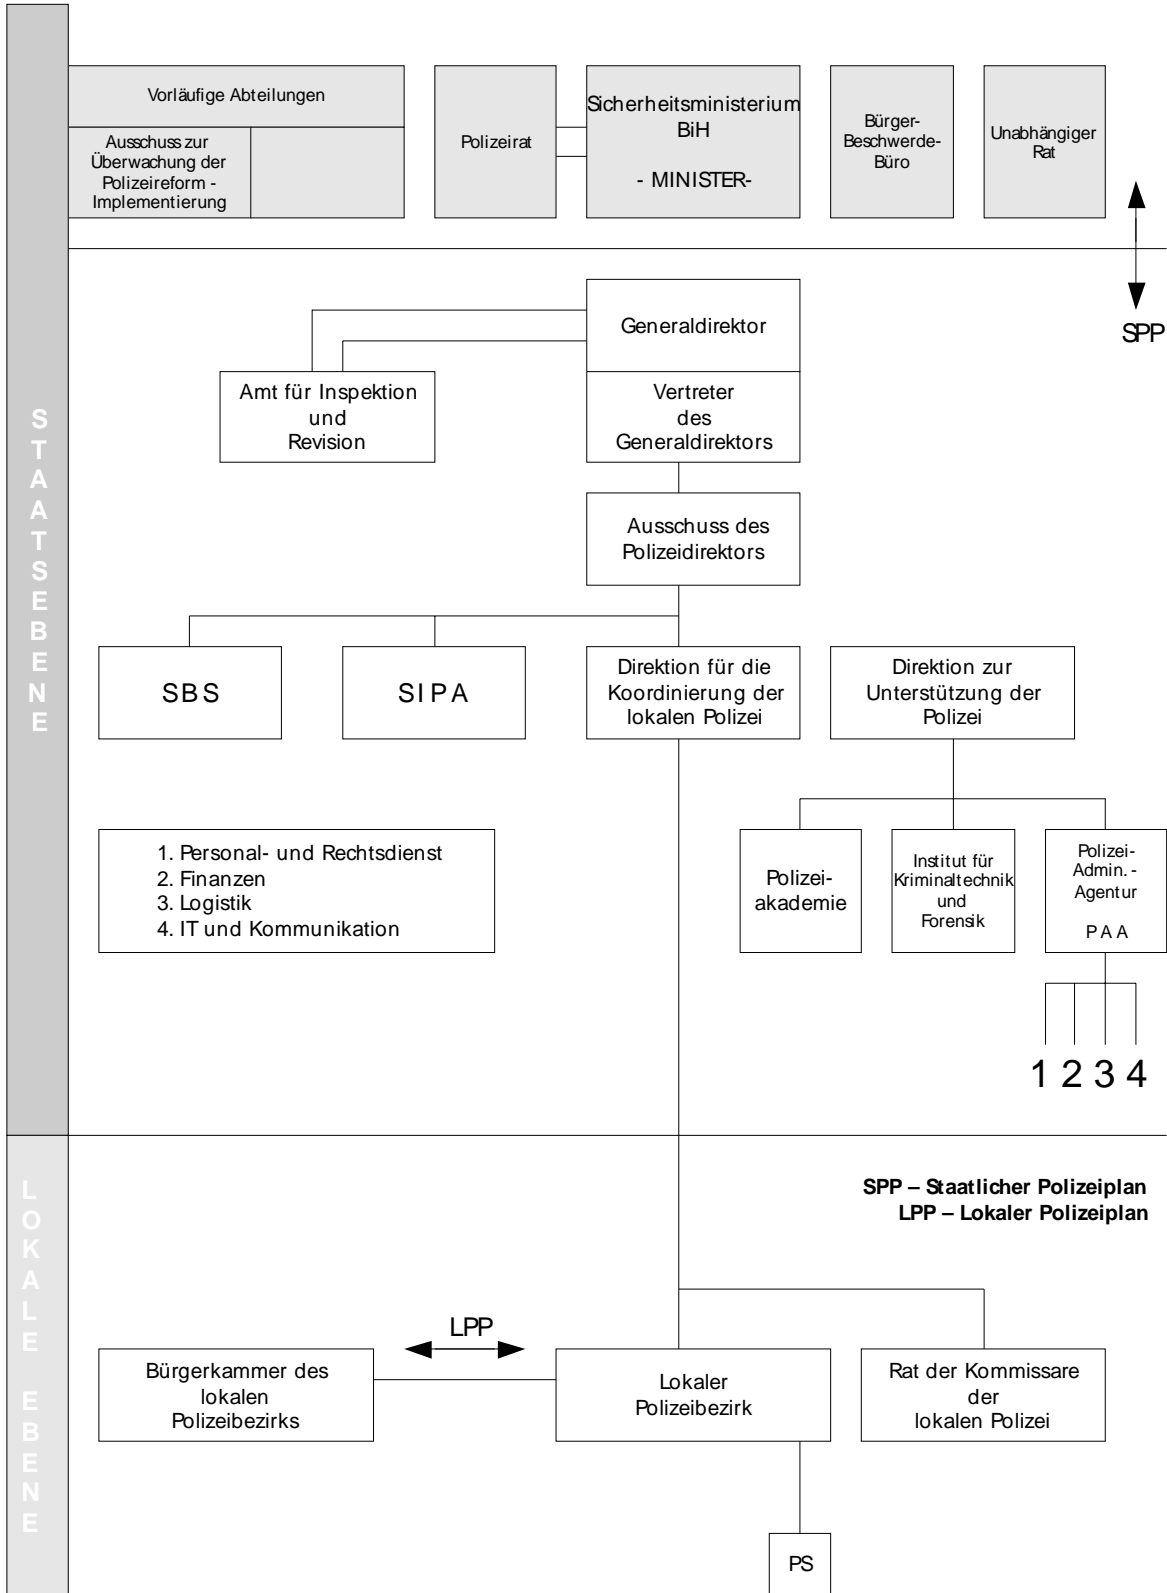 Vorläufige Abteilungen
Ausschuss zur
Überwachung der
Polizeireform -
Implementierung
Polizeirat
Sicherheitsministerium
BiH
- MINISTER-
Bürger-
Beschwerde-
Büro
Unabhängiger
Rat
SPP
Generaldirektor
Amt für Inspektion
und
Revision
Vertreter
des
Generaldirektors
Ausschuss des
Polizeidirektors
STAATSEBENE
SBS
SIPA
Direktion für die
Koordinierung der
lokalen Polizei
Direktion zur
Unterstützung der
Polizei
1. Personal- und Rechtsdienst
2. Finanzen
3. Logistik
4. IT und Kommunikation
Polizei-
akademie
Institut für
Kriminaltechnik
und
Forensik
Polizei-
Admin.-
Agentur
PAA
1 2 3 4
SPP – Staatlicher Polizeiplan
LPP – Lokaler Polizeiplan
LOKALE EBENE
LPP
Bürgerkammer des
lokalen
Polizeibezirks
Lokaler
Polizeibezirk
Rat der Kommissare
der
lokalen Polizei
PS